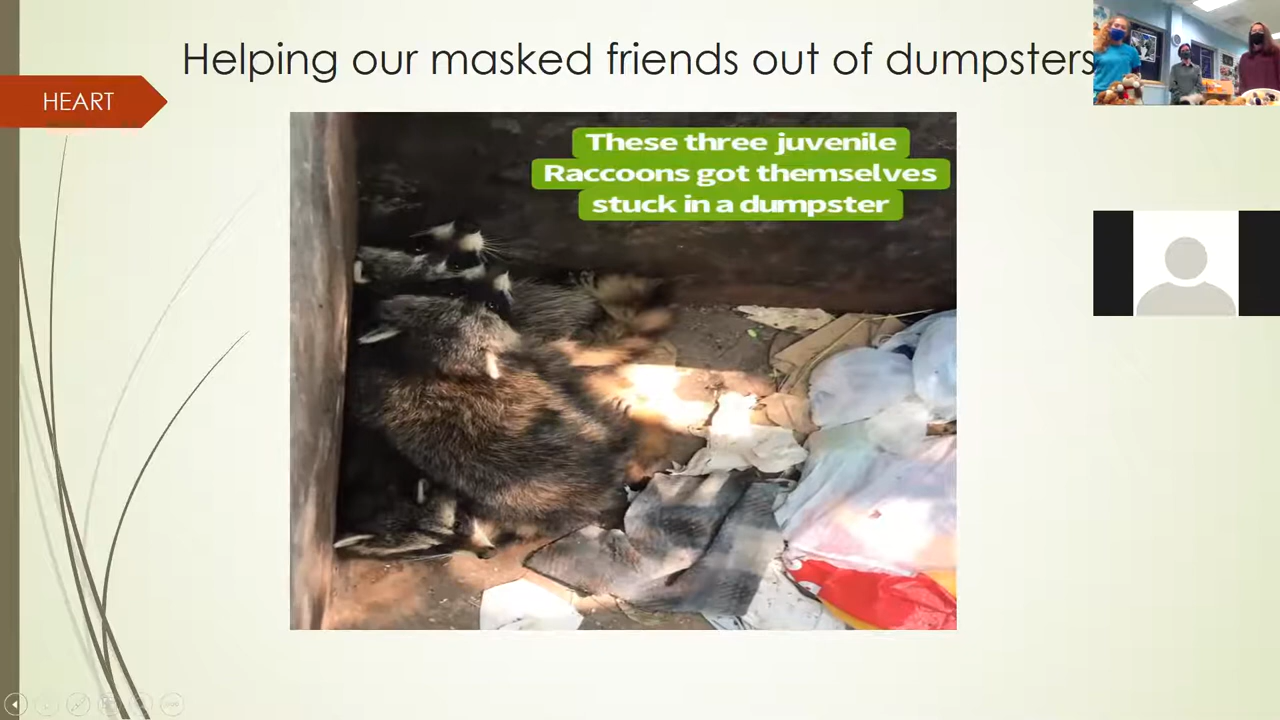 Helping our masked friends out of dumpsters
HEART
These three juvenile
Raccoons got themselves
stuck in a dumpster